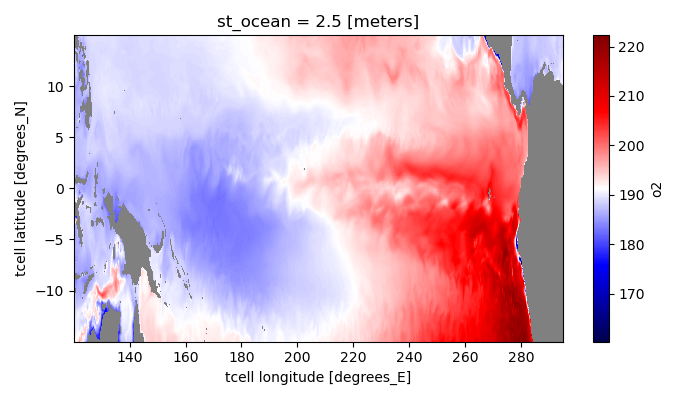 st_ocean = 2.5 [meters]
tcell latitude [degrees_N]
10
5
0
−5
−10
140 160 180 200 220 240 260 280
tcell longitude [degrees_E]
220
210
200
190
180
170
o2